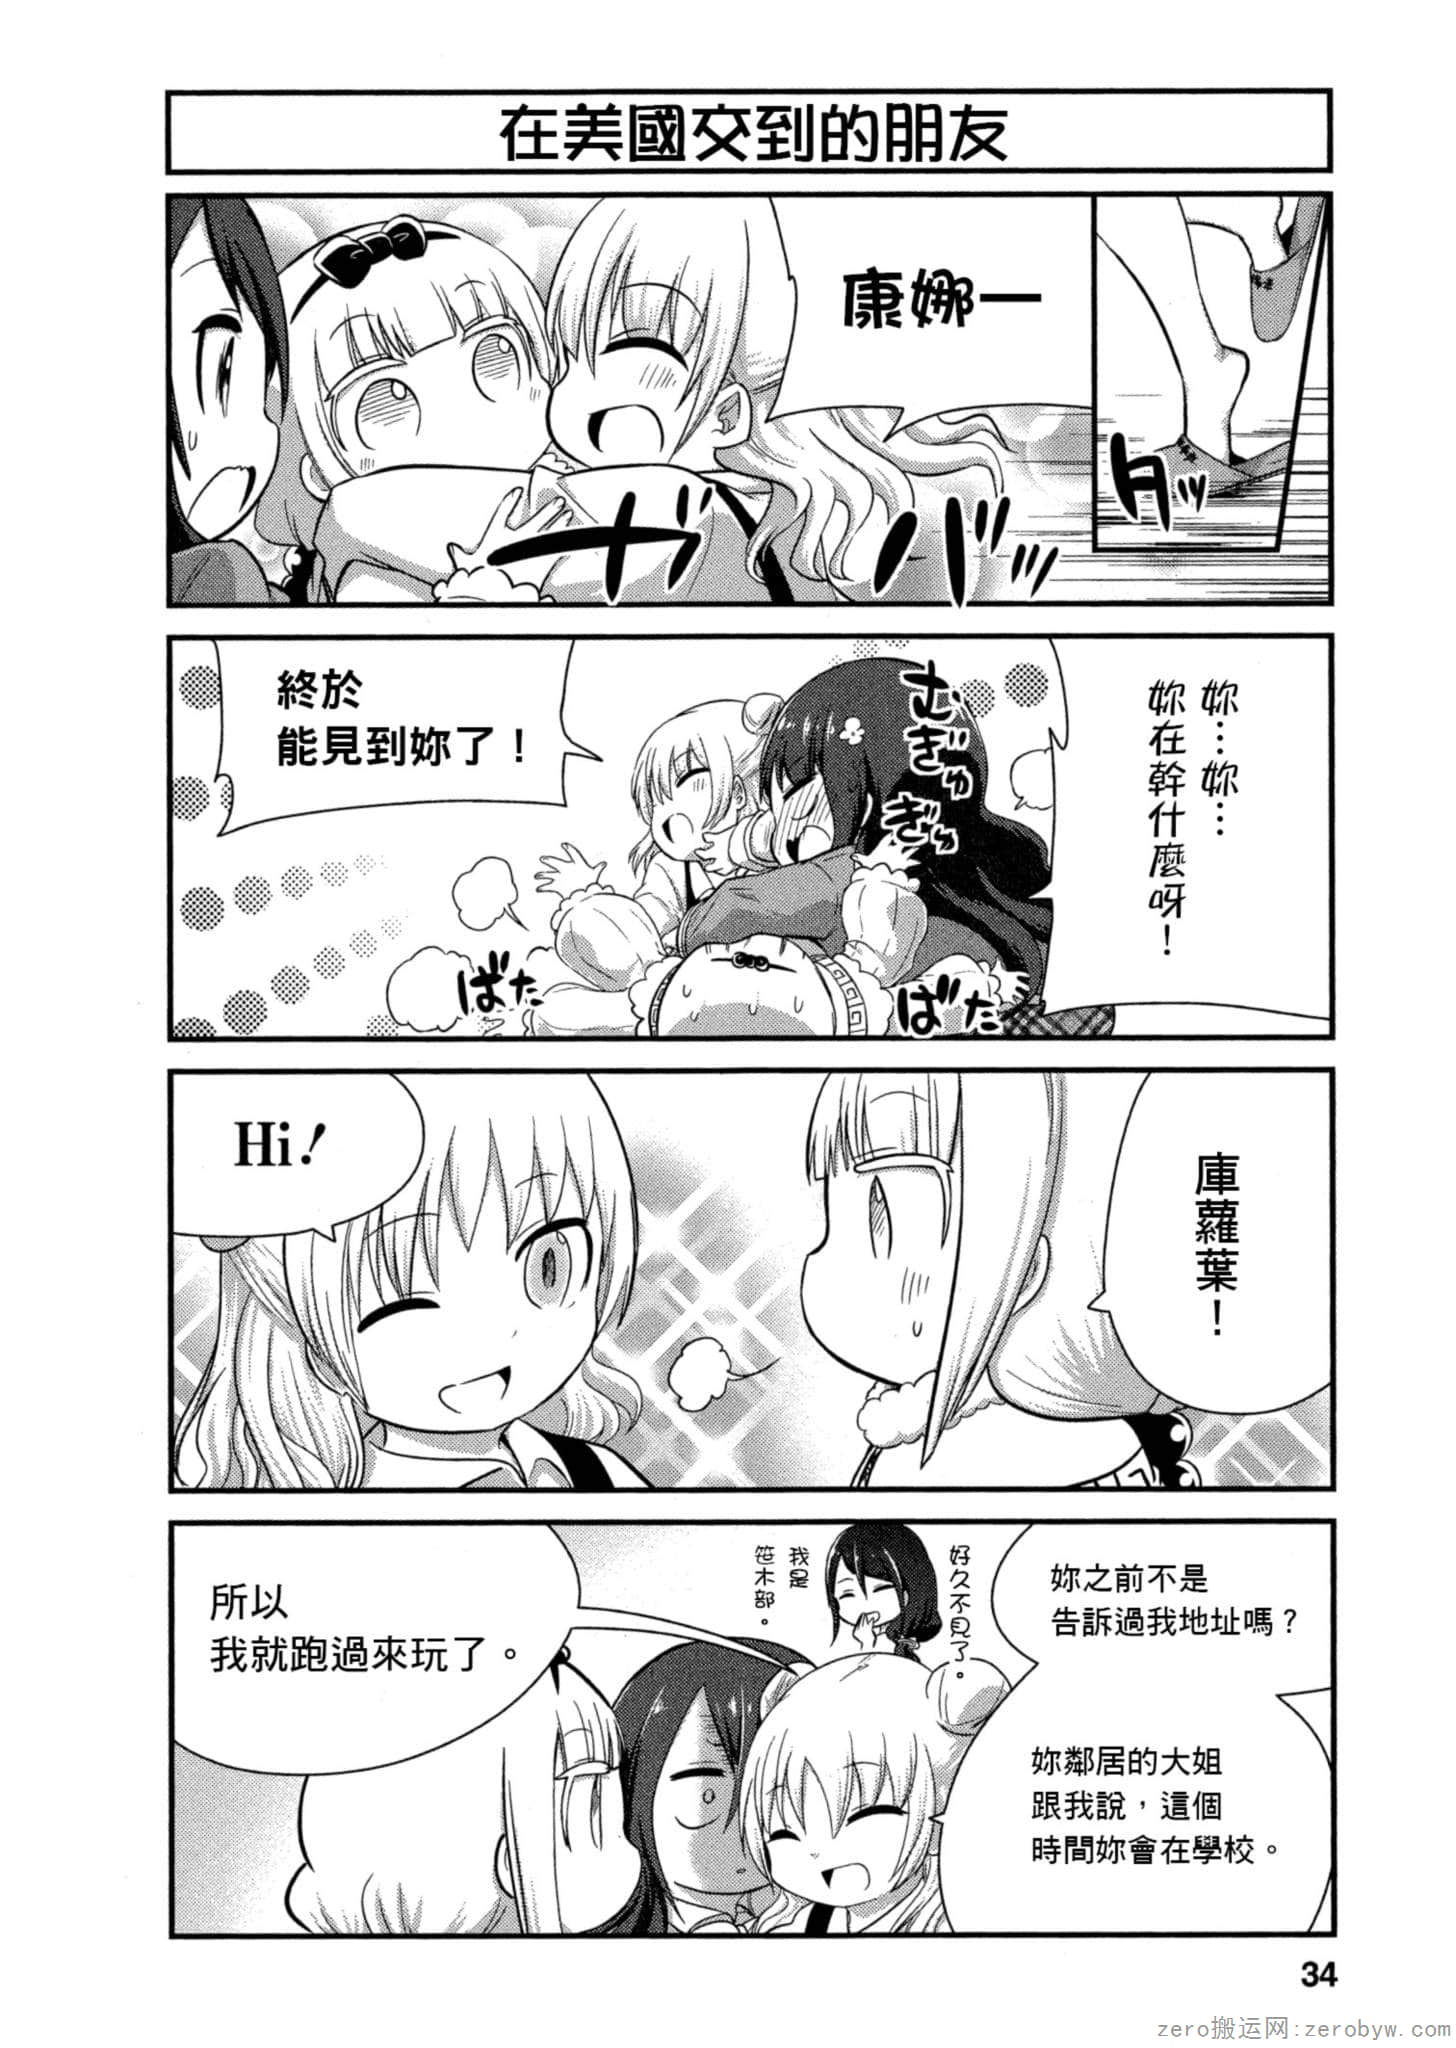 在美國交到的朋友
タッ
康娜一
ガバッ
妳…妳…
妳在幹什麼呀！
むぎゅ
ぎゅ
終於
能見到妳了！
ばた
ばた
庫蘿葉！
Hi!
妳之前不是
告訴過我地址嗎？
妳鄰居的大姐
跟我說，這個
時間妳會在學校。
好久不見了。
我是
笹木部。
所以
我就跑過來玩了。
34
zero搬运网:zerobyw.com